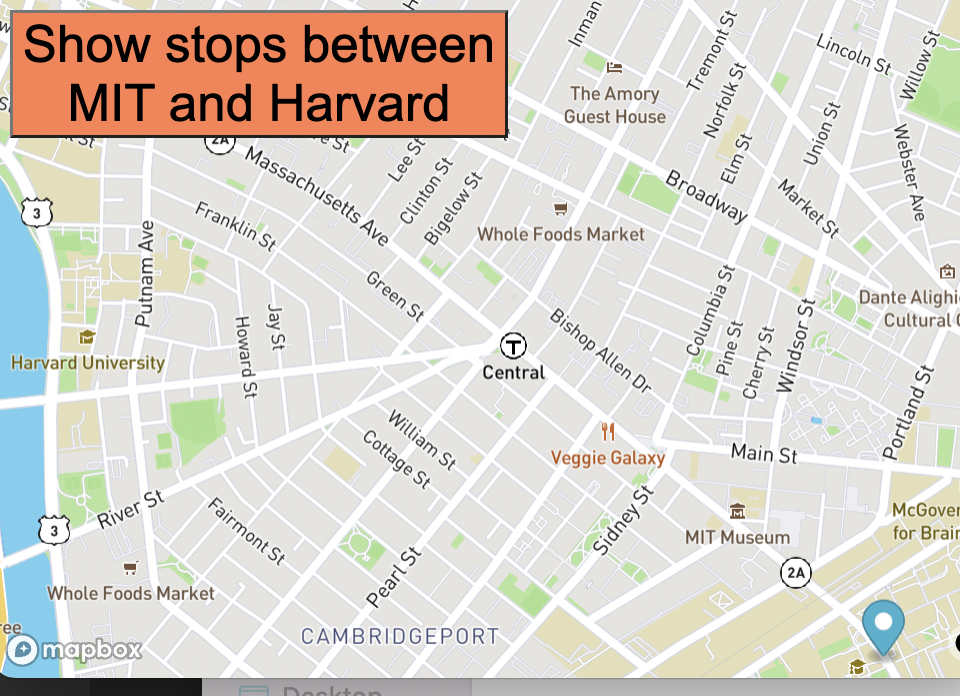 Show stops between
MIT and Harvard
Inman
Tremont St
Lincoln St
Willow St
The Amory
Guest House
Norfolk St
Union St
Elm St
Webster Ave
2A
Massachusetts Ave
Lee St
Clinton St
Bigelow St
Broadway
Market St
3
Putnam Ave
Franklin St
Whole Foods Market
Green St
Columbia St
Dante Alighi
Cultural C
Jay St
Howard St
Bishop Allen Dr
Pine St
Cherry St
Windsor St
Harvard University
T
Central
Portland St
William St
Cottage St
Veggie Galaxy
Main St
River St
3
Fairmont St
Sidney St
MIT Museum
McGover
for Brain
Pearl St
2A
Whole Foods Market
CAMBRIDGEPORT
mapbox
Desktop